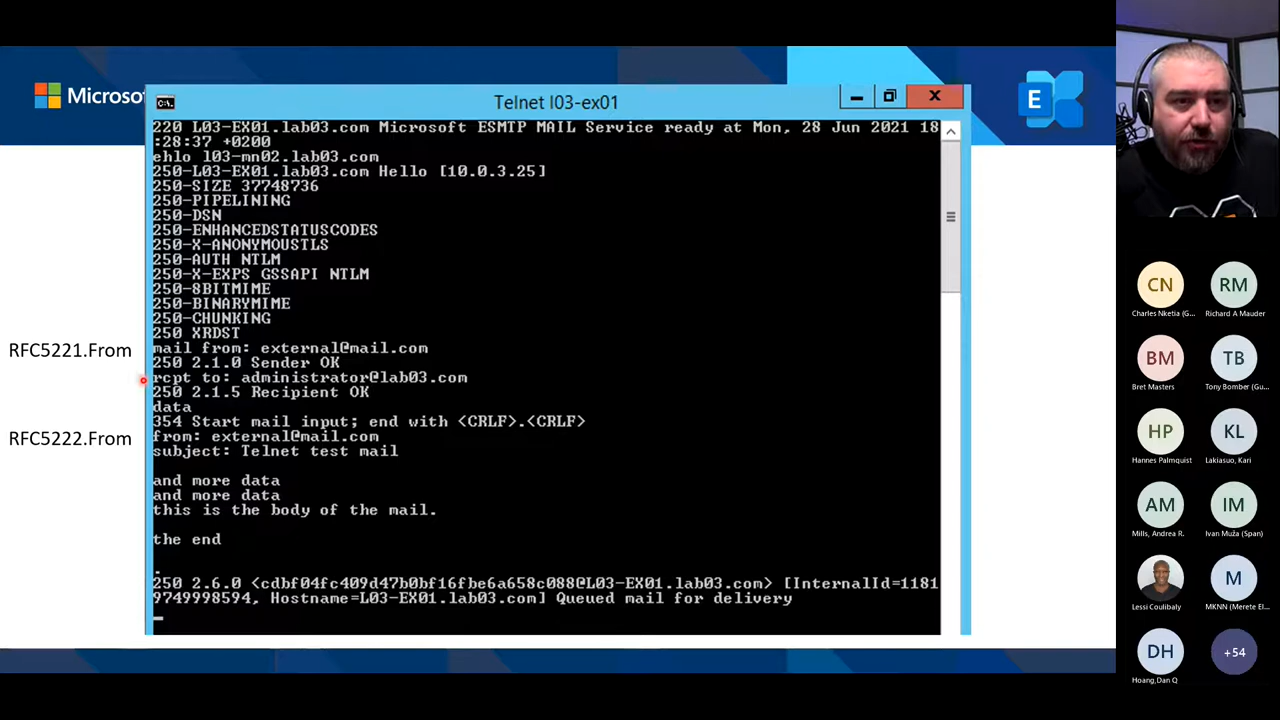 Microso
E
Telnet l03-ex01
220 L03-EX01.lab03.com Microsoft ESMTP MAIL Service ready at Mon, 28 Jun 2021 18
:28:37 +0200
ehlo l03-mn02.lab03.com
250-L03-EX01.lab03.com Hello [10.0.3.25]
250-SIZE 37748736
250-PIPELINING
250-DSN
250-ENHANCEDSTATUSCODES
250-X-ANONYMOUSTLS
250-AUTH NTLM
250-X-EXPS GSSAPI NTLM
250-8BITMIME
250-BINARYMIME
250-CHUNKING
250 XRDST
RFC5221.From
mail from: external@mail.com
250 2.1.0 Sender OK
rcpt to: administrator@lab03.com
250 2.1.5 Recipient OK
data
354 Start mail input; end with <CRLF>.<CRLF>
RFC5222.From
from: external@mail.com
subject: Telnet test mail
and more data
and more data
this is the body of the mail.
the end
.
250 2.6.0 <cdbf04fc409d47b0bf16fbe6a658c088@L03-EX01.lab03.com> [InternalId=1181
9749998594, Hostname=L03-EX01.lab03.com] Queued mail for delivery
CN
RM
Charles Nketia (G...
Richard A Mauder
BM
TB
Bret Masters
Tony Bomber (Gu...
HP
KL
Hannes Palmquist
Lakiasuo, Kari
AM
IM
Mills, Andrea R.
Ivan Muža (Span)
M
Lessi Coulibaly
MKNN (Merete El...
DH
+54
Hoang,Dan Q